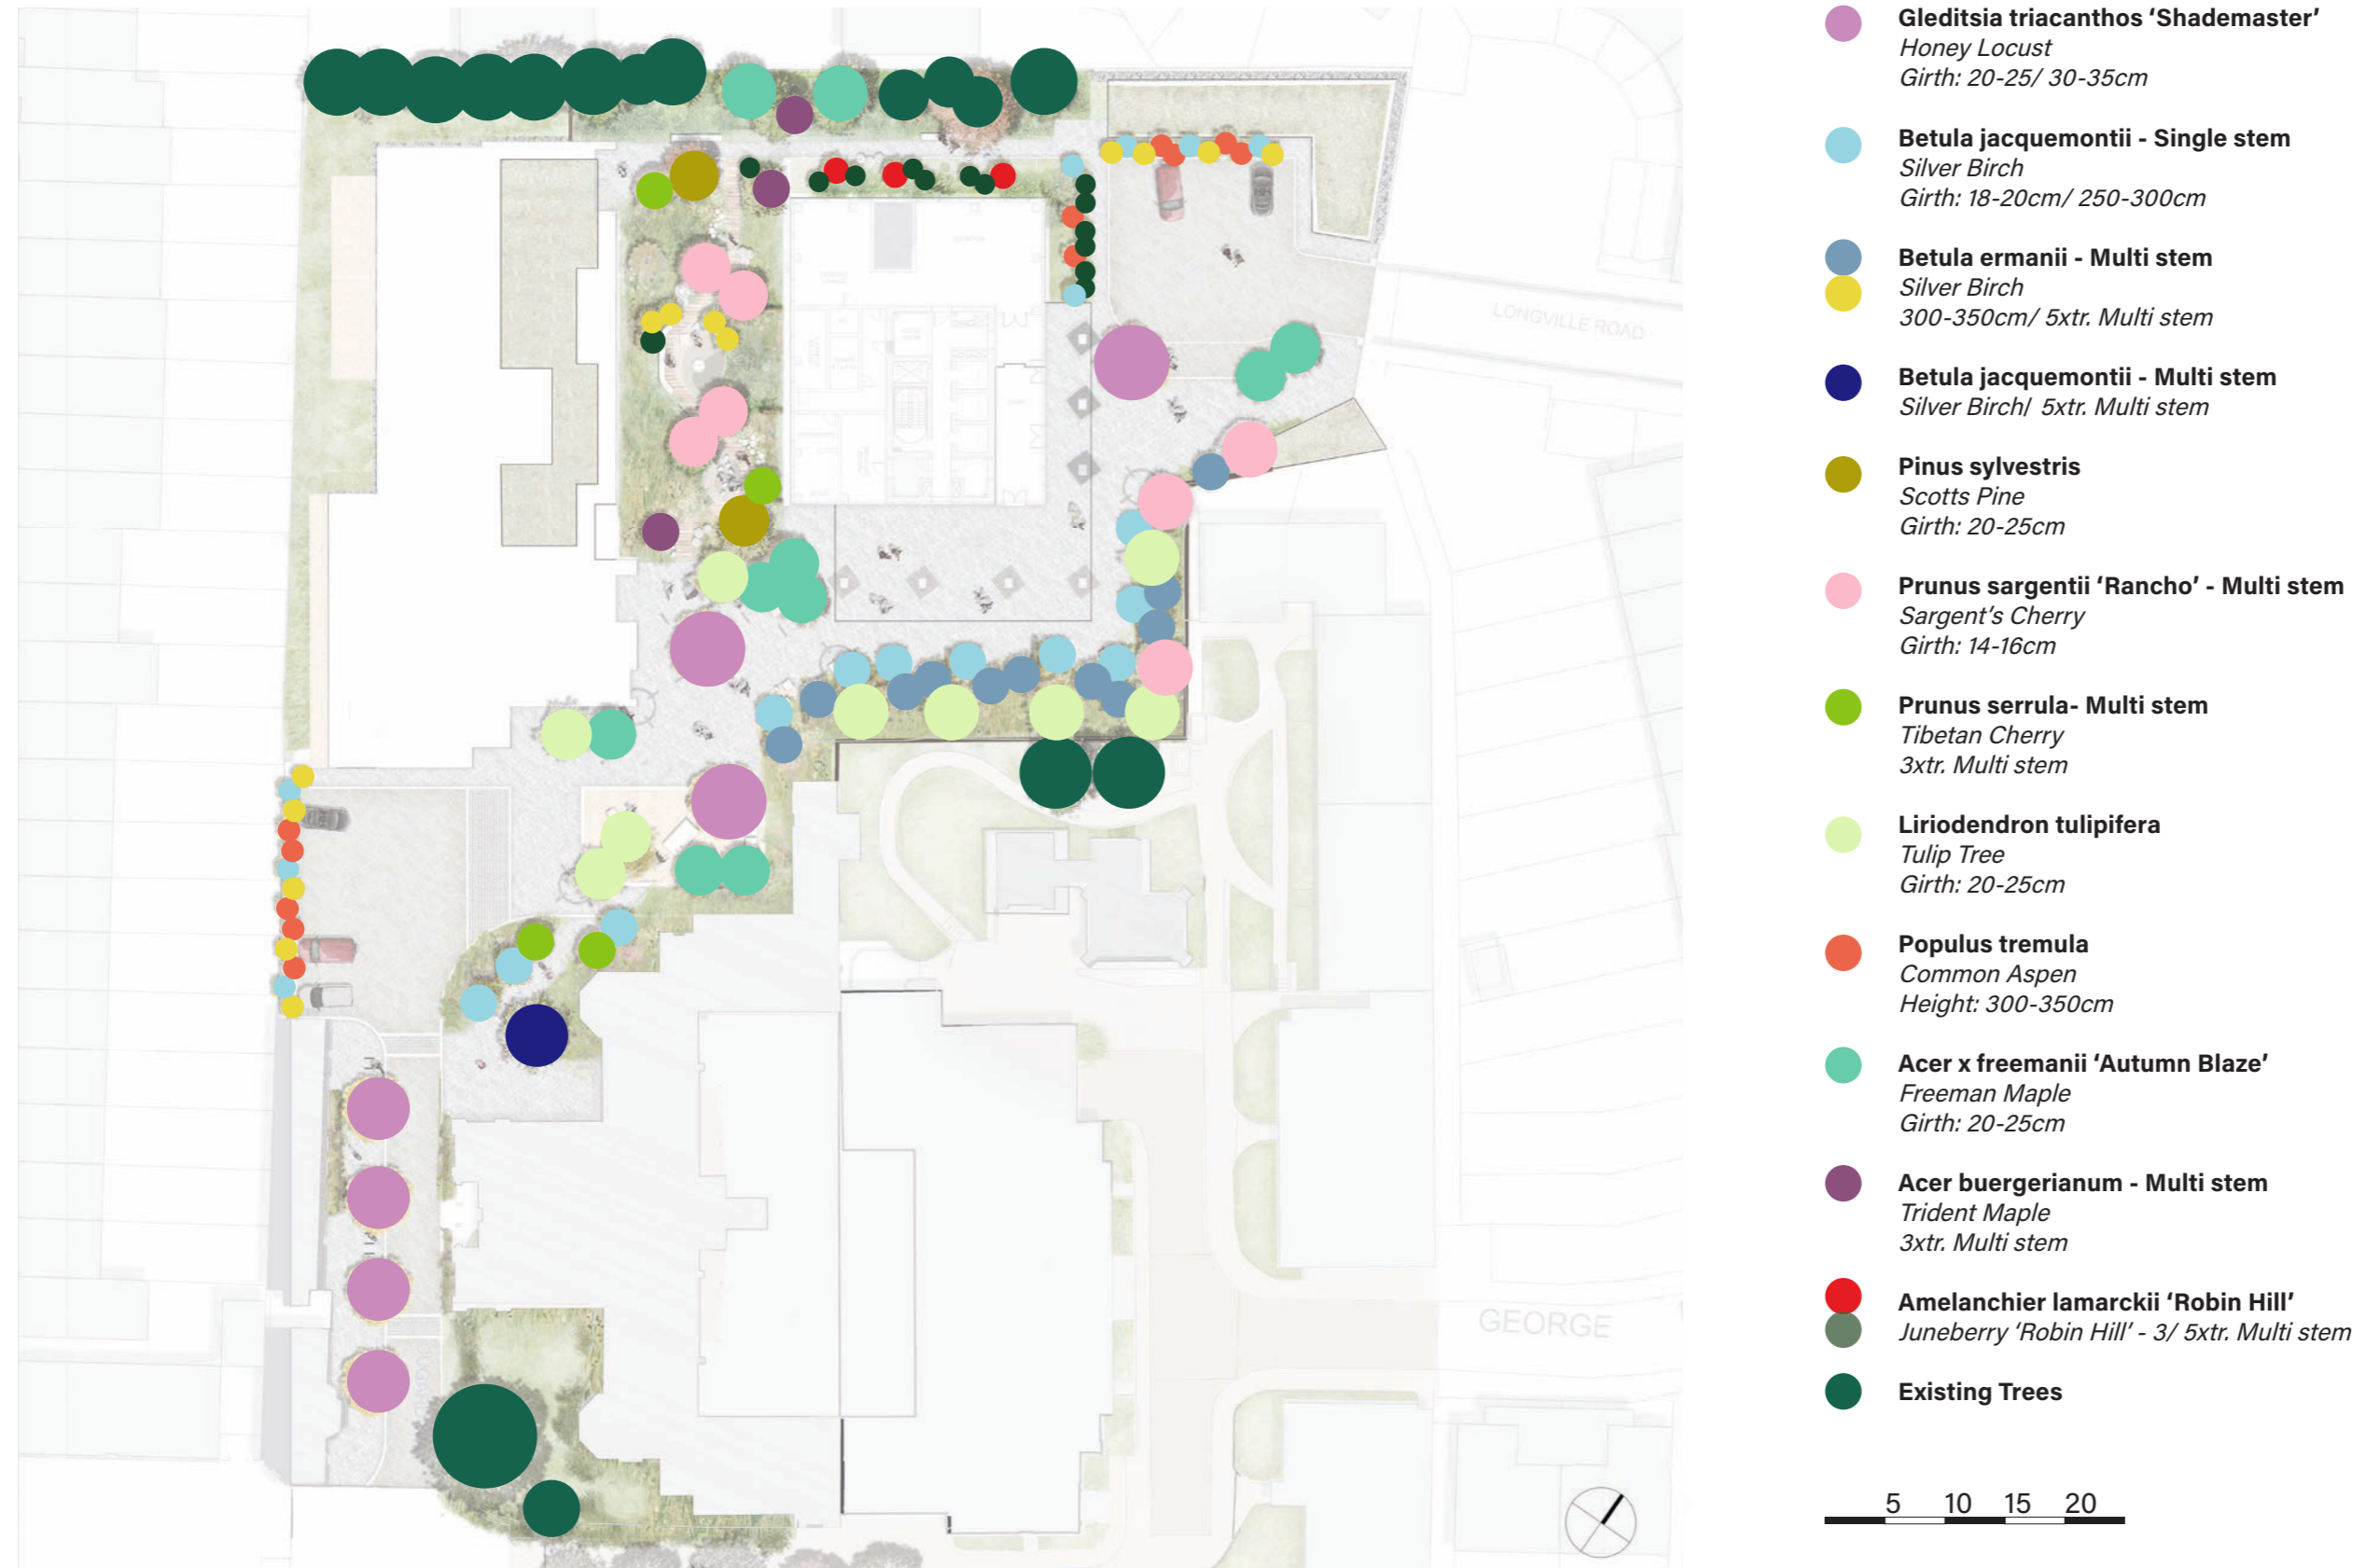 Gleditsia triacanthos ‘Shademaster’
Honey Locust
Girth: 20-25/ 30-35cm
Betula jacquemontii - Single stem
Silver Birch
Girth: 18-20cm/ 250-300cm
Betula ermanii - Multi stem
Silver Birch
300-350cm/ 5xtr. Multi stem
Betula jacquemontii - Multi stem
Silver Birch/ 5xtr. Multi stem
Pinus sylvestris
Scotts Pine
Girth: 20-25cm
Prunus sargentii ‘Rancho’ - Multi stem
Sargent’s Cherry
Girth: 14-16cm
Prunus serrula- Multi stem
Tibetan Cherry
3xtr. Multi stem
Liriodendron tulipifera
Tulip Tree
Girth: 20-25cm
Populus tremula
Common Aspen
Height: 300-350cm
Acer x freemanii ‘Autumn Blaze’
Freeman Maple
Girth: 20-25cm
Acer buergerianum - Multi stem
Trident Maple
3xtr. Multi stem
Amelanchier lamarckii ‘Robin Hill’
Juneberry ‘Robin Hill’ - 3/ 5xtr. Multi stem
Existing Trees
5 10 15 20
LONGVILLE ROAD
GEORGE